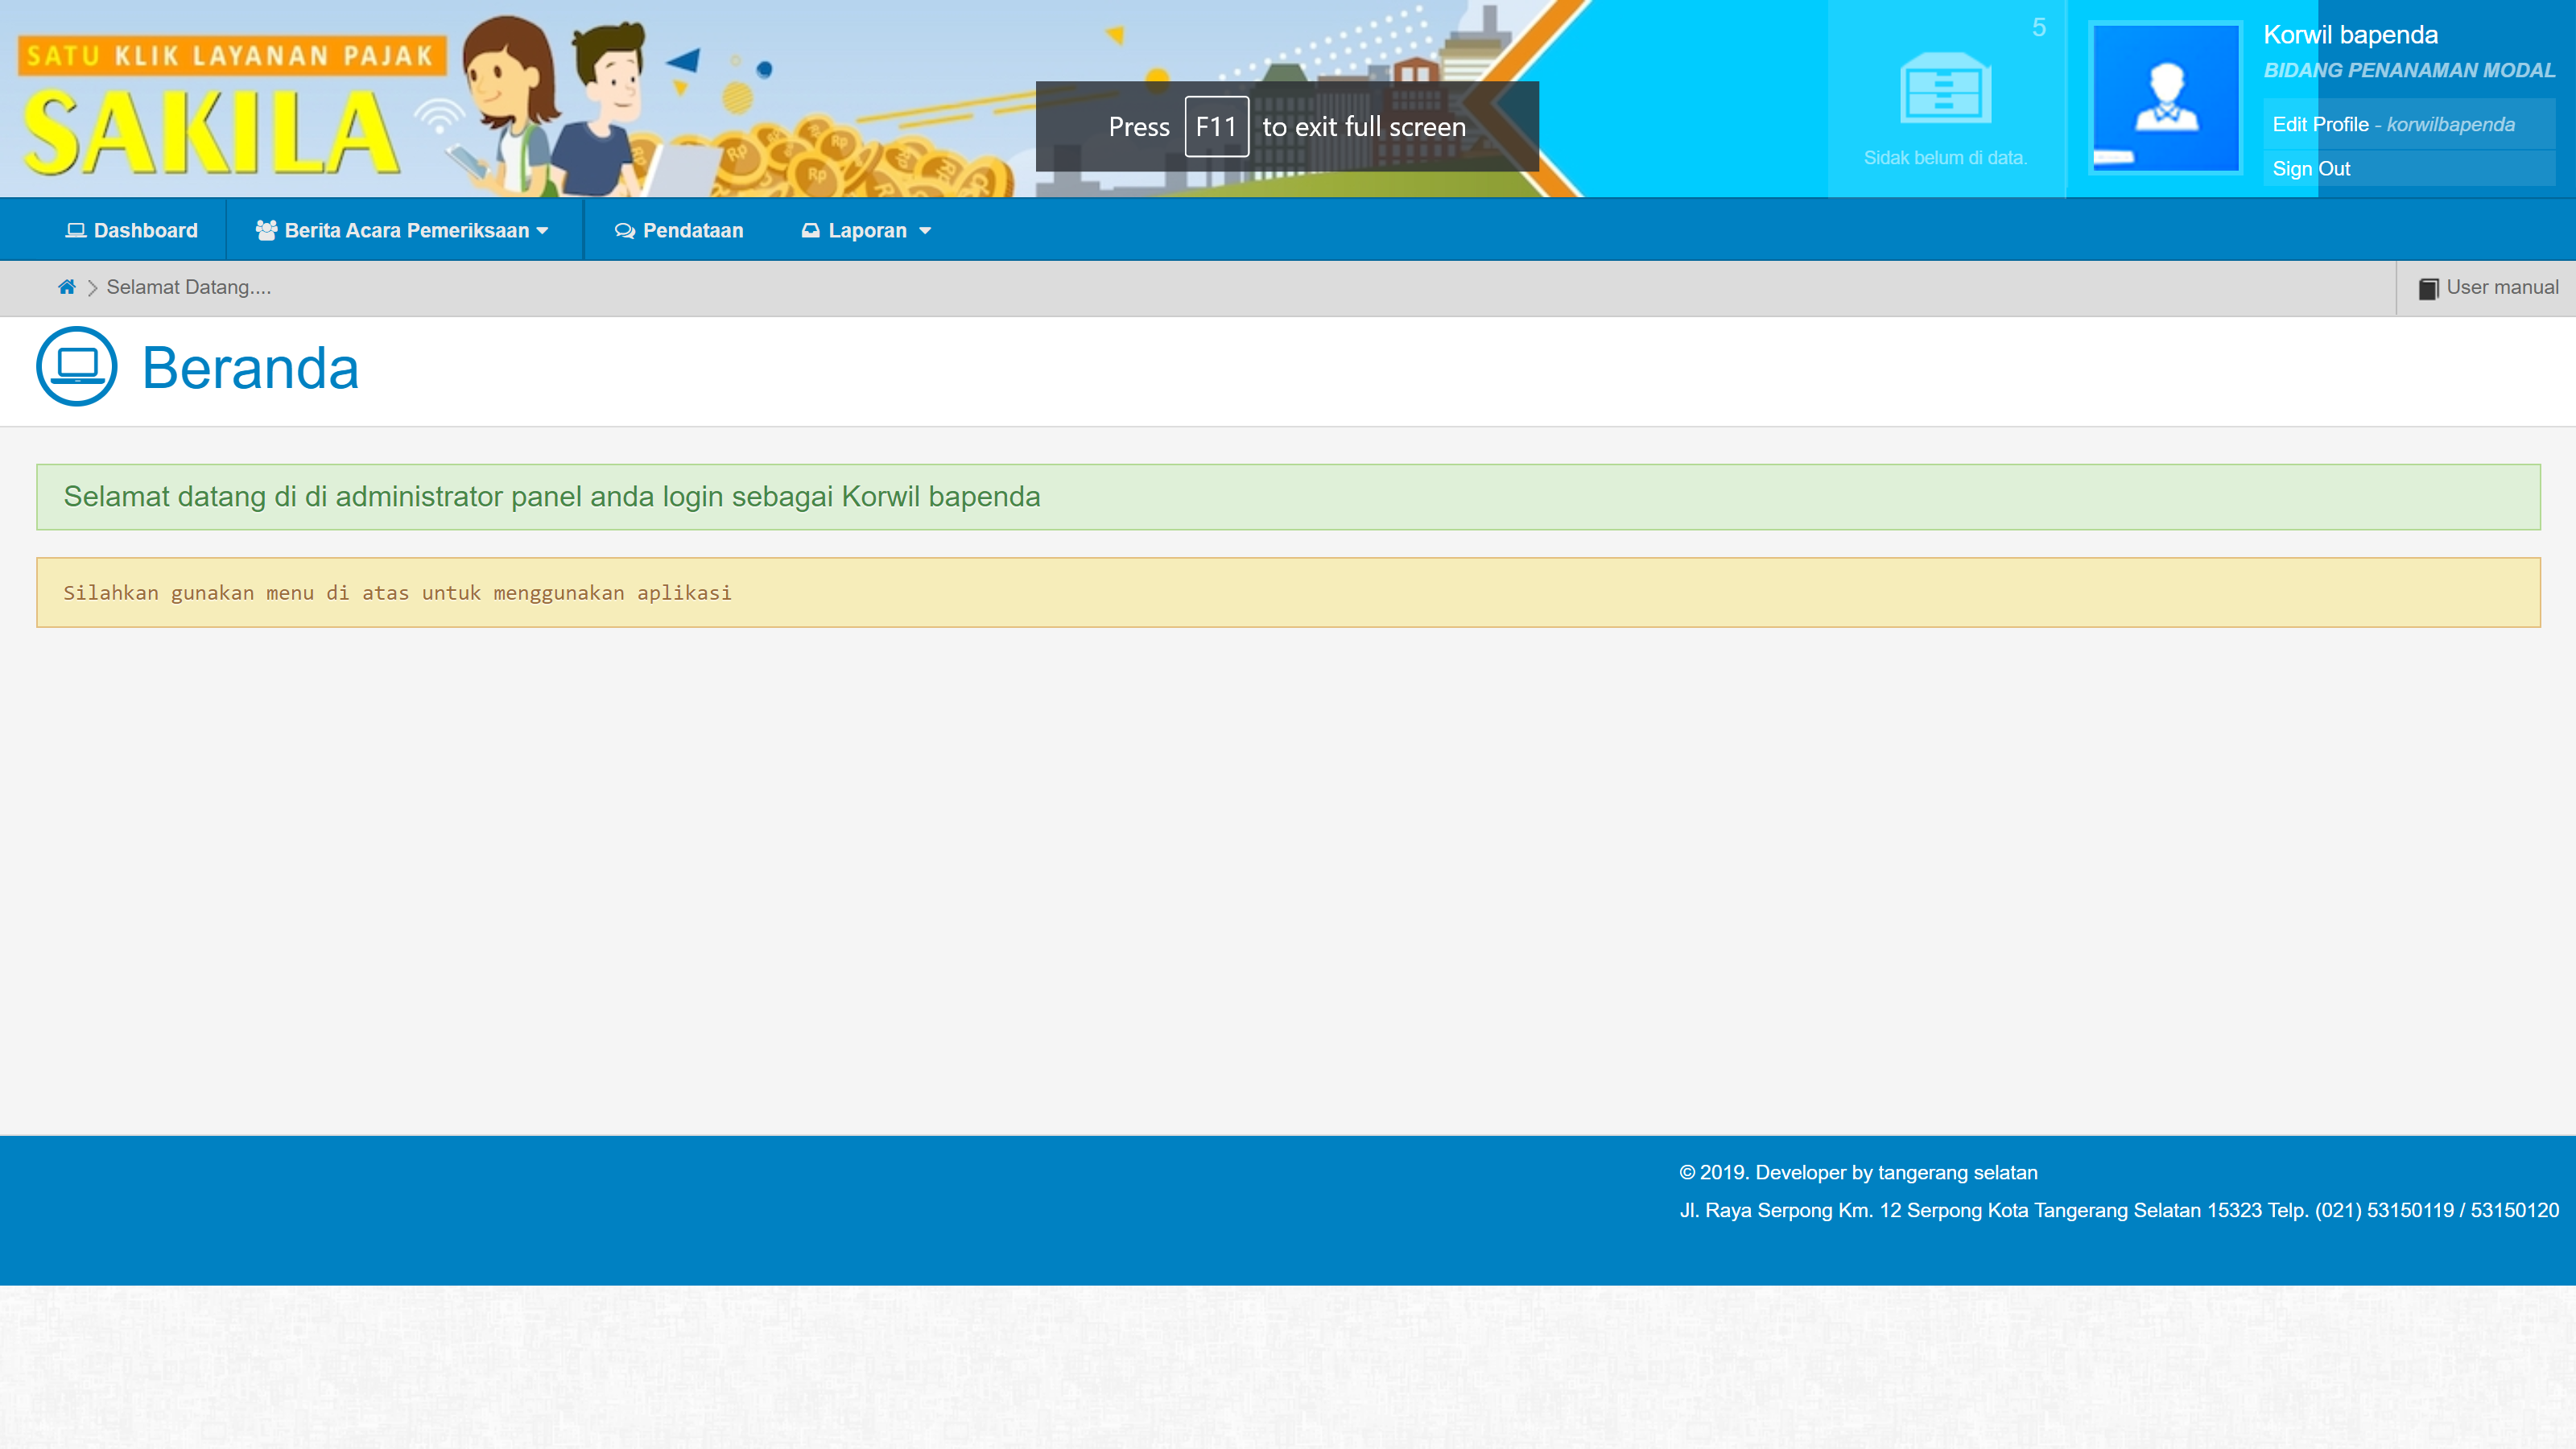 SATU KLIK LAYANAN PAJAK
SAKILA
Press F11 to exit full screen
5
Sidak belum di data.
Korwil bapenda
BIDANG PENANAMAN MODAL
Edit Profile - korwilbapenda
Sign Out
Dashboard
Berita Acara Pemeriksaan
Pendataan
Laporan
Selamat Datang....
User manual
Beranda
Selamat datang di di administrator panel anda login sebagai Korwil bapenda
Silahkan gunakan menu di atas untuk menggunakan aplikasi
© 2019. Developer by tangerang selatan
Jl. Raya Serpong Km. 12 Serpong Kota Tangerang Selatan 15323 Telp. (021) 53150119 / 53150120